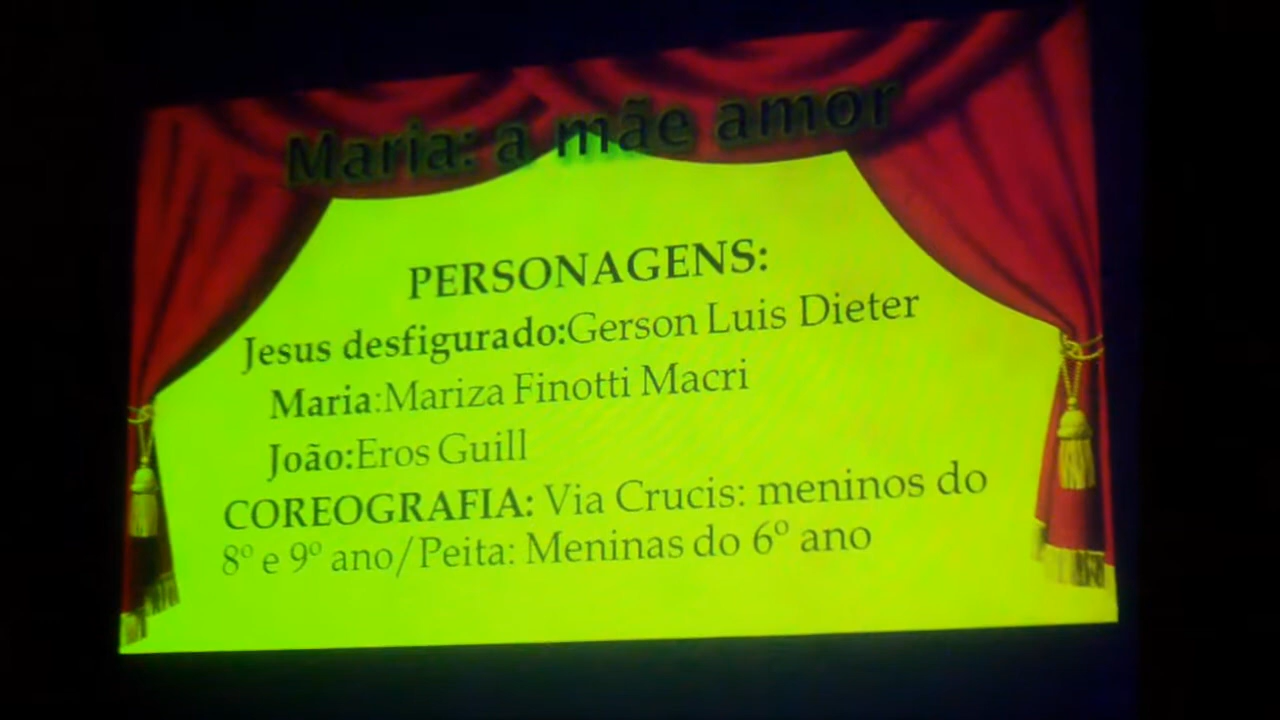 Maria: a mãe amor
PERSONAGENS:
Jesus desfigurado:Gerson Luis Dieter
Maria:Mariza Finotti Macri
João:Eros Guill
COREOGRAFIA: Via Crucis: meninos do
8º e 9º ano/Peita: Meninas do 6º ano